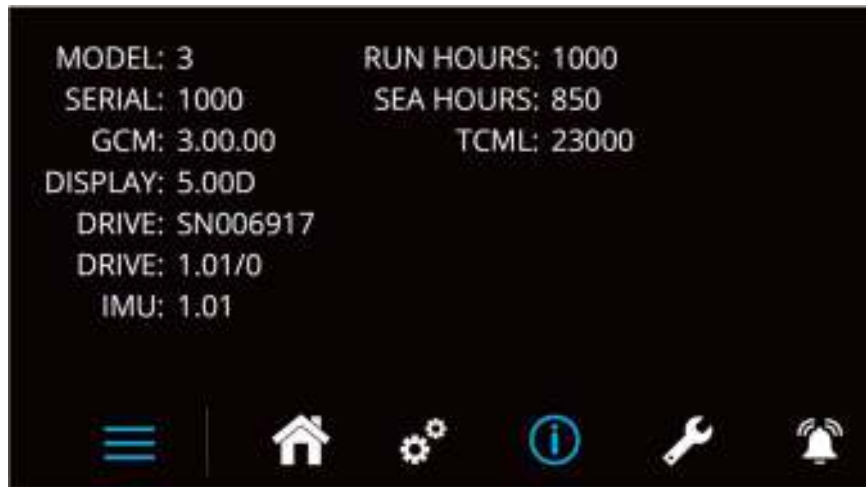 MODEL: 3
SERIAL: 1000
GCM: 3.00.00
DISPLAY: 5.00D
DRIVE: SN006917
DRIVE: 1.01/0
IMU: 1.01
RUN HOURS: 1000
SEA HOURS: 850
TCML: 23000